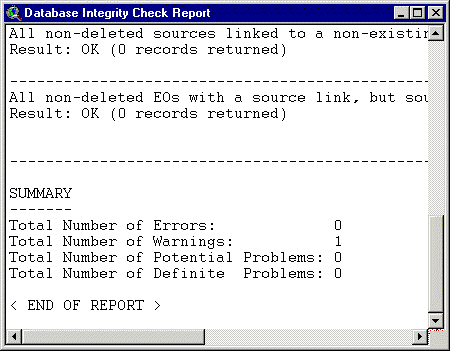 Database Integrity Check Report
All non-deleted sources linked to a non-existin
Result: OK (0 records returned)
-----------------------------------------------------
All non-deleted EOs with a source link, but sou
Result: OK (0 records returned)
-----------------------------------------------------
SUMMARY
-------
Total Number of Errors: 0
Total Number of Warnings: 1
Total Number of Potential Problems: 0
Total Number of Definite  Problems: 0
< END OF REPORT >